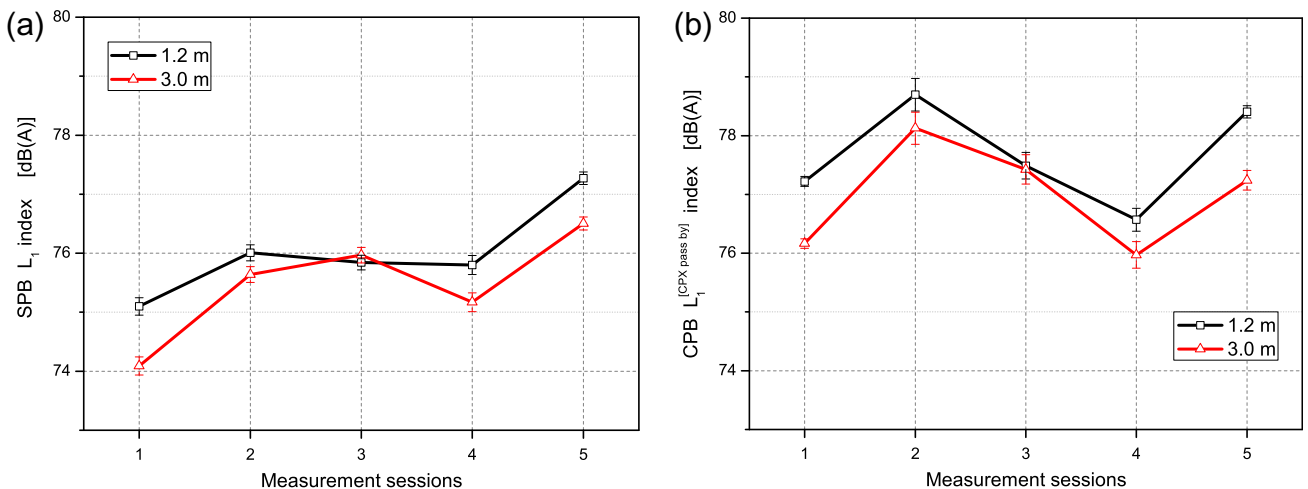 (a)
SPB L1 index [dB(A)]
80
78
76
74
1.2 m
3.0 m
1 2 3 4 5
Measurement sessions
(b)
CPB L1[CPX pass by] index [dB(A)]
80
78
76
74
1.2 m
3.0 m
1 2 3 4 5
Measurement sessions